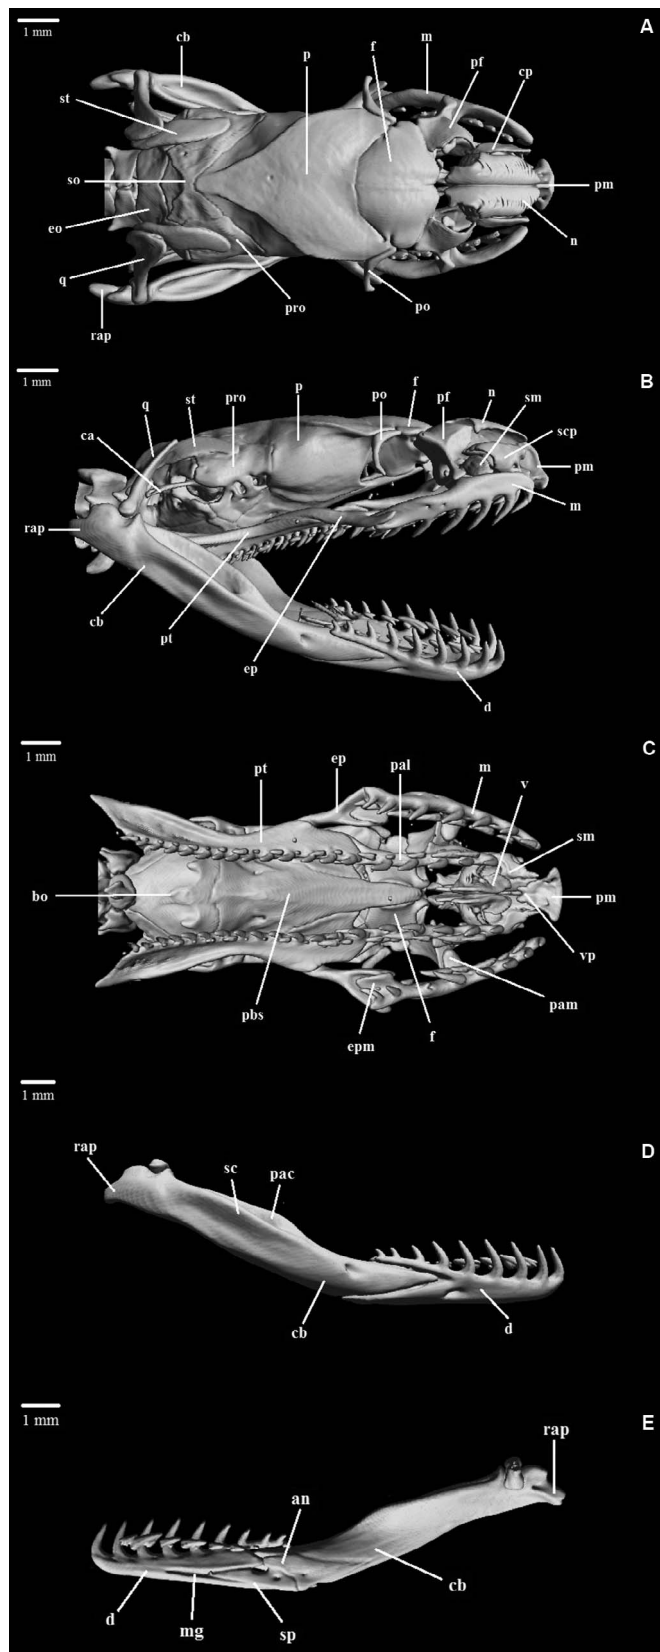 A
1 mm
cb
p
f
m
pf
cp
st
so
pm
eo
n
q
pro
po
rap
B
1 mm
q
st
pro
p
po
f
pf
n
sm
ca
scp
pm
m
rap
cb
pt
ep
d
C
1 mm
pt
ep
pal
m
v
sm
bo
pm
vp
pbs
epm
f
pam
D
1 mm
rap
sc
pac
cb
d
E
1 mm
rap
an
d
mg
sp
cb